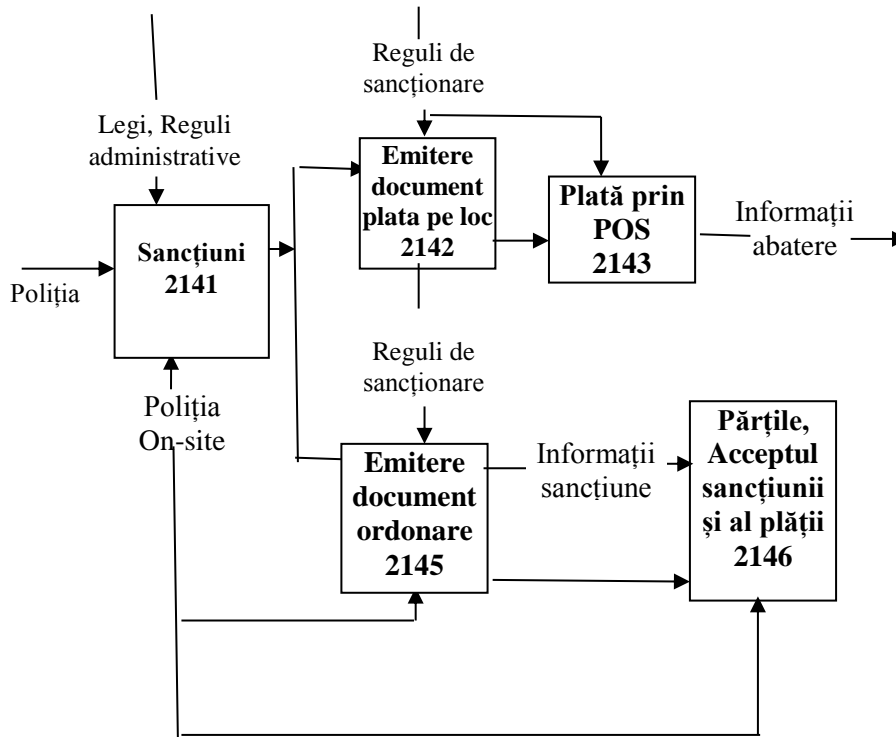 Reguli de
sancționare
Legi, Reguli
administrative
Emitere
document
plata pe loc
2142
Plată prin
POS
2143
Informații
abatere
Sancțiuni
2141
Poliția
Reguli de
sancționare
Poliția
On-site
Emitere
document
ordonare
2145
Informații
sancțiune
Părțile,
Acceptul
sancțiunii
și al plății
2146